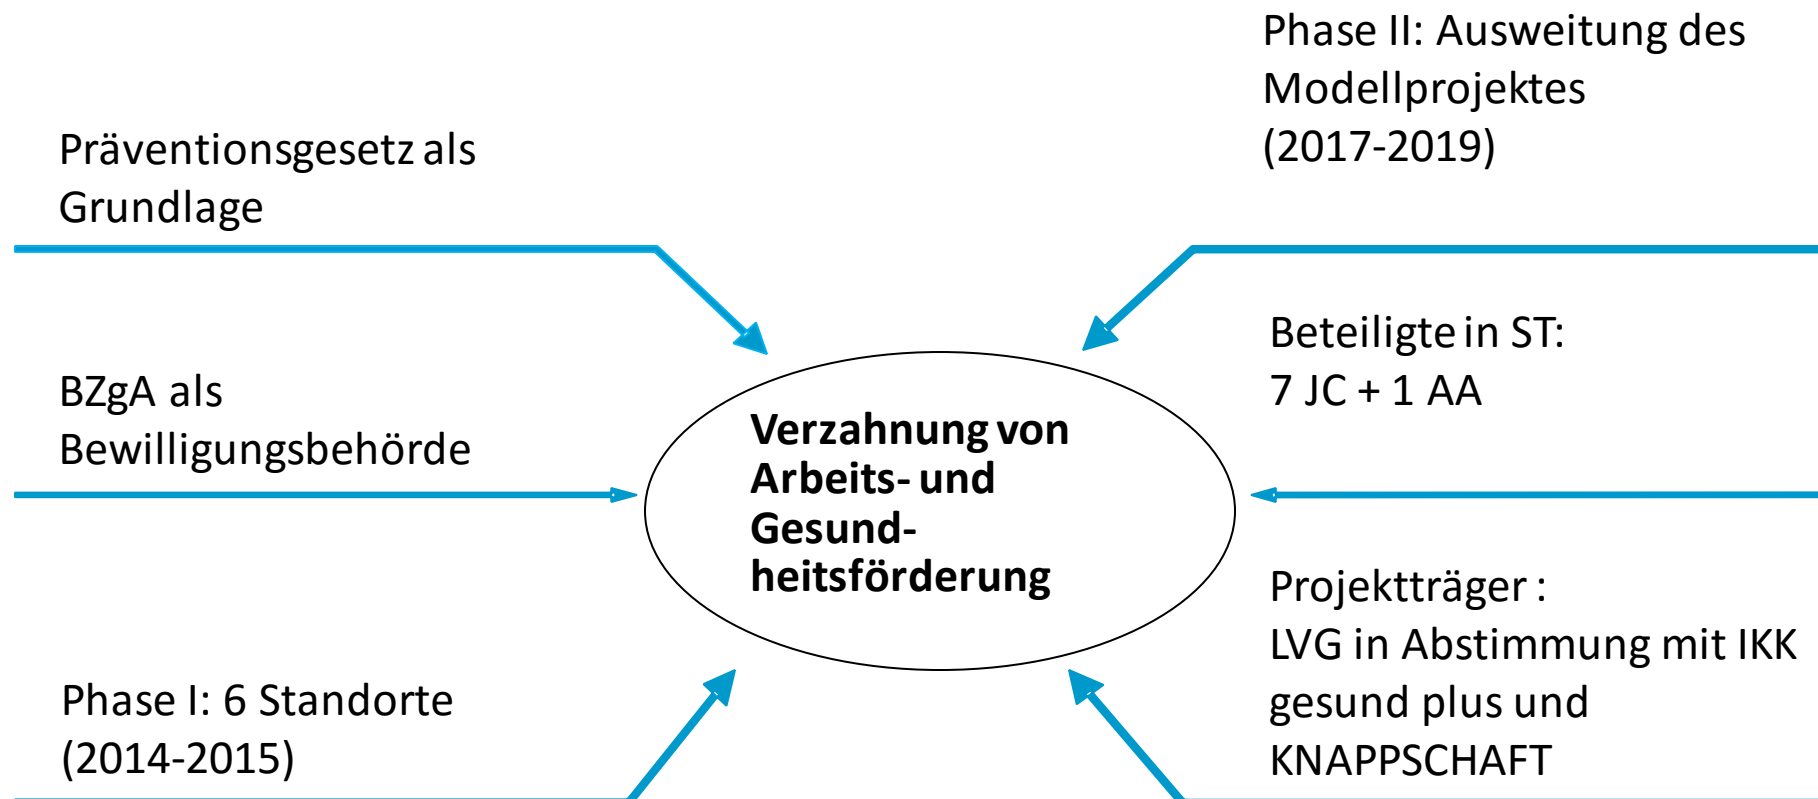 Präventionsgesetz als
Grundlage
BZgA als
Bewilligungsbehörde
Phase I: 6 Standorte
(2014-2015)
Verzahnung von
Arbeits- und
Gesund-
heitsförderung
Phase II: Ausweitung des
Modellprojektes
(2017-2019)
Beteiligte in ST:
7 JC + 1 AA
Projektträger :
LVG in Abstimmung mit IKK
gesund plus und
KNAPPSCHAFT